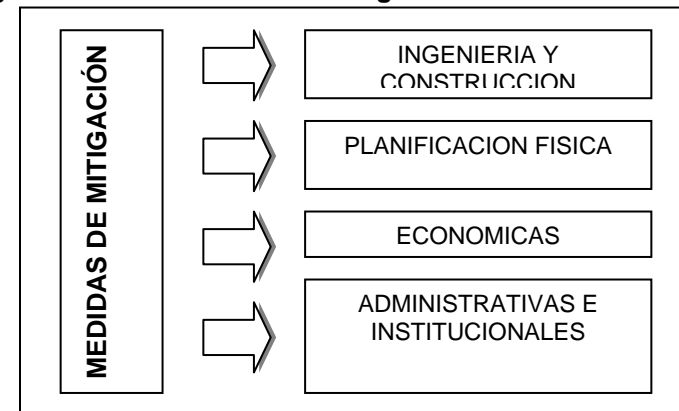 MEDIDAS DE MITIGACIÓN
INGENIERIA Y
CONSTRUCCION
PLANIFICACION FISICA
ECONOMICAS
ADMINISTRATIVAS E
INSTITUCIONALES